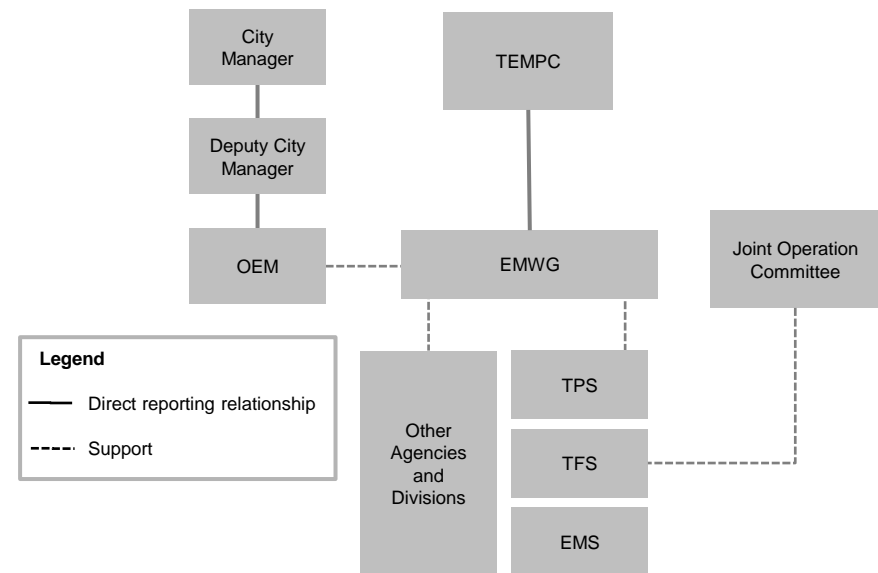 City
Manager
TEMPC
Deputy City
Manager
OEM
EMWG
Joint Operation
Committee
Legend
Direct reporting relationship
Support
Other
Agencies
and
Divisions
TPS
TFS
EMS